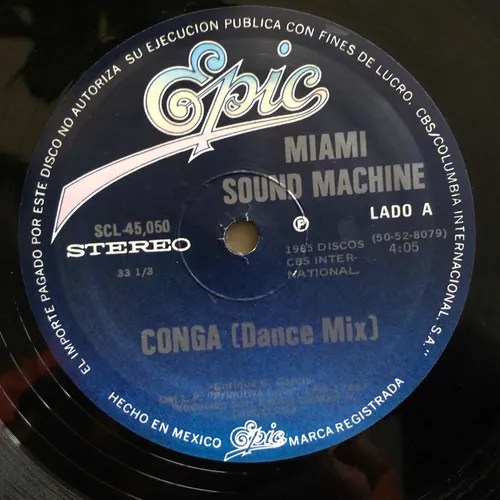 EL IMPORTE PAGADO POR ESTE DISCO NO AUTORIZA SU EJECUCION PUBLICA CON FINES DE LUCRO. CBS/COLUMBIA INTERNACIONAL, S.A."
Epic
MIAMI
SOUND MACHINE
SCL-45,050
STEREO
33 1/3
Ⓟ
LADO A
1985 DISCOS
CBS INTER-
NATIONAL.
(50-52-8079)
4:05
CONGA (Dance Mix)
Enrique E. Garcia
HECHO EN MEXICO Epic MARCA REGISTRADA